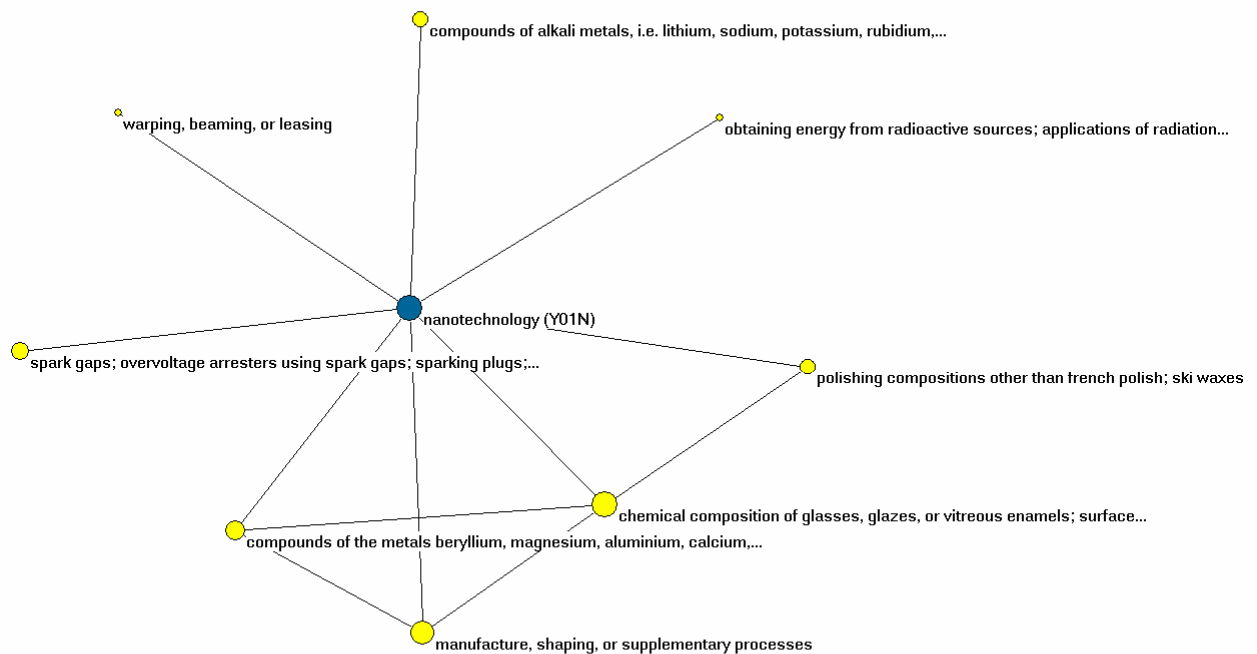 compounds of alkali metals, i.e. lithium, sodium, potassium, rubidium,...
warping, beaming, or leasing
obtaining energy from radioactive sources; applications of radiation...
nanotechnology (Y01N)
spark gaps; overvoltage arresters using spark gaps; sparking plugs;...
polishing compositions other than french polish; ski waxes
chemical composition of glasses, glazes, or vitreous enamels; surface...
compounds of the metals beryllium, magnesium, aluminium, calcium,...
manufacture, shaping, or supplementary processes